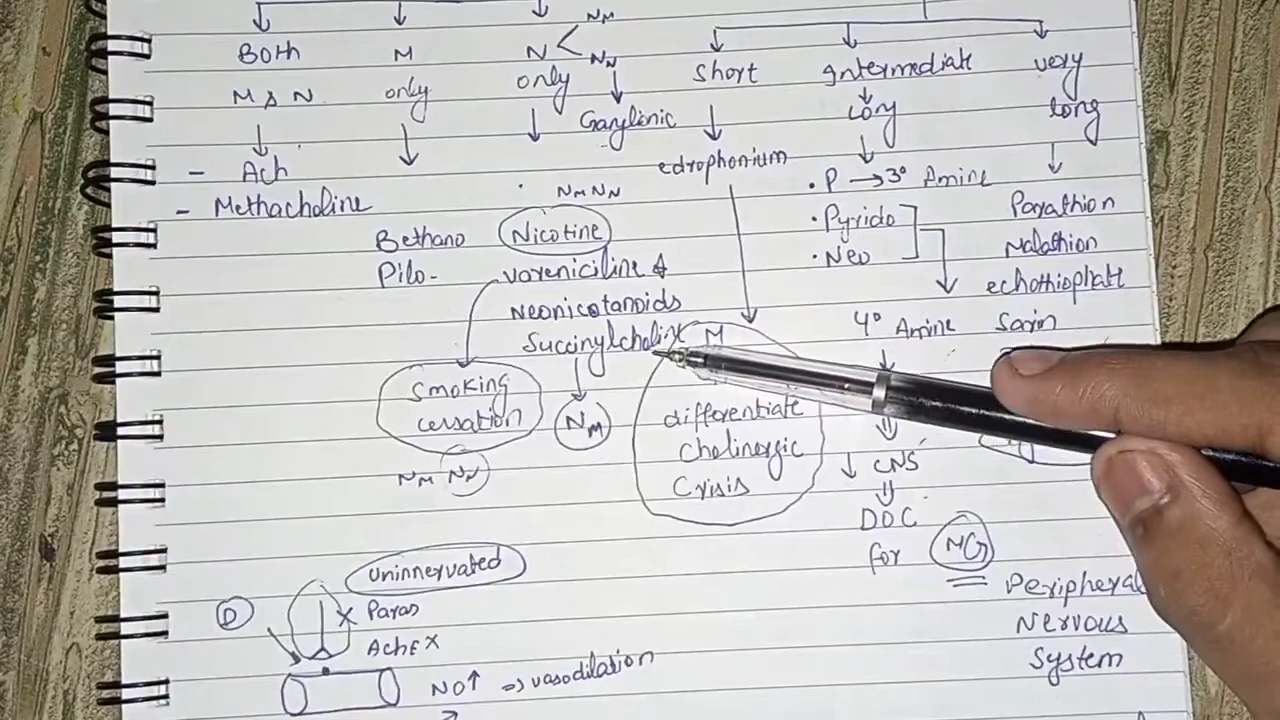 Both
M & N
Ach
- Methacholine
M
only
Bethano
Pilo-
N
only
NM
NN
Ganglionic
NM NN
Nicotine
vareniciline &
neonicotanoids
Succinylcholine
NM
Smoking
cessation
NM NN
Short
edrophonium
M
differentiate
Cholinergic
Crisis
Intermediate
long
• P → 3° Amine
• Pyrido
• Neo
4° Amine
↓ CNS
DOC
for MG
very
long
Parathion
Malathion
echothiophate
Sarin
Peripheral
Nervous
System
uninnervated
D
X Paras
AchE X
NO↑ ⇒ vasodilation